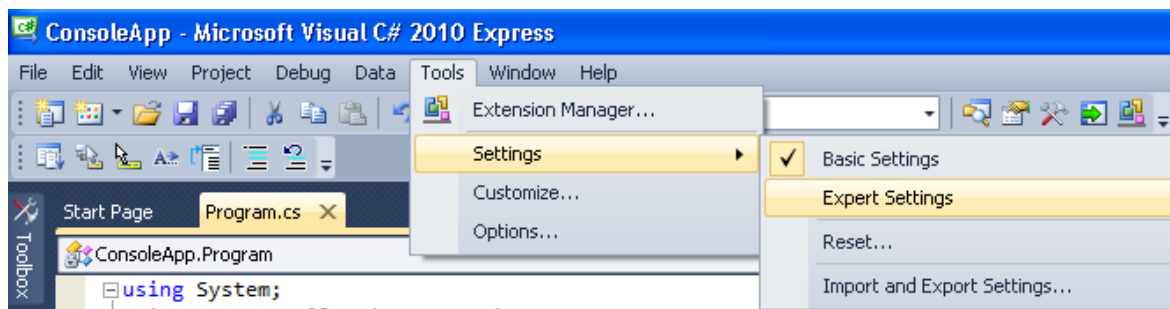 ConsoleApp - Microsoft Visual C# 2010 Express
File Edit View Project Debug Data Tools Window Help
Extension Manager...
Settings
Customize...
Options...
Basic Settings
Expert Settings
Reset...
Import and Export Settings...
Toolbox
Start Page Program.cs
ConsoleApp.Program
using System;